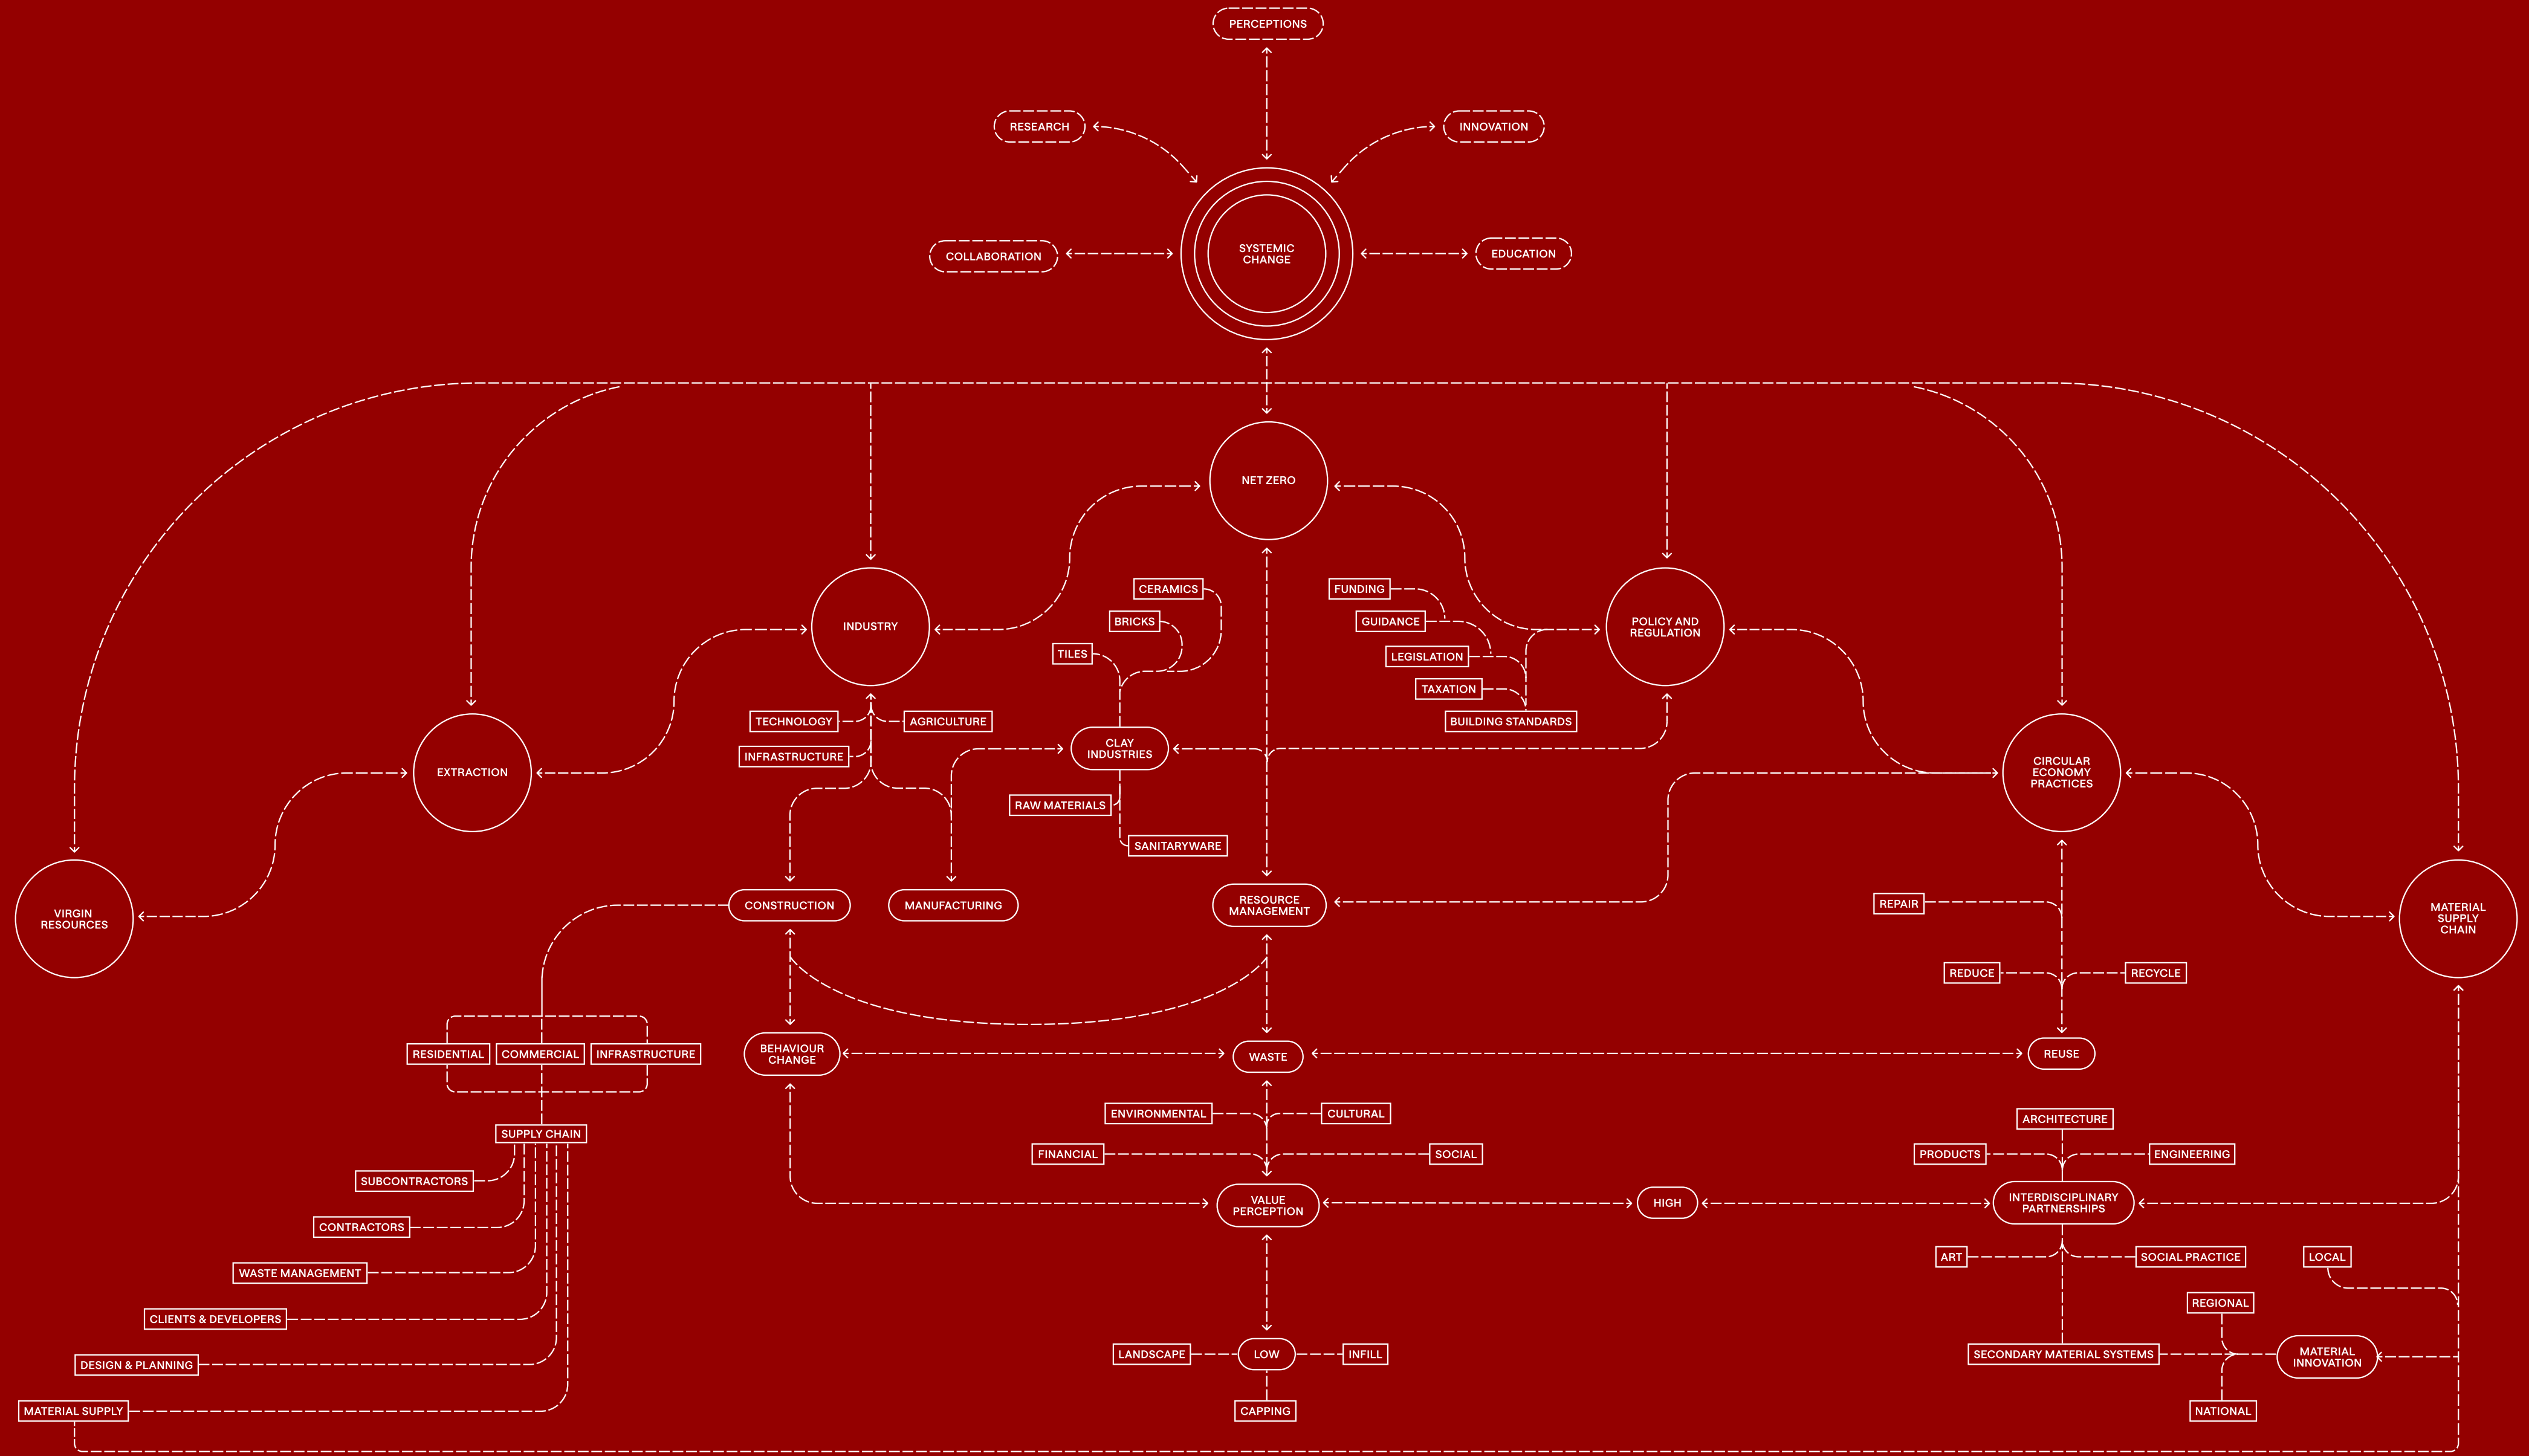 PERCEPTIONS
RESEARCH
INNOVATION
COLLABORATION
SYSTEMIC
CHANGE
EDUCATION
NET ZERO
INDUSTRY
CERAMICS
BRICKS
TILES
FUNDING
GUIDANCE
LEGISLATION
TAXATION
BUILDING STANDARDS
POLICY AND
REGULATION
TECHNOLOGY
AGRICULTURE
INFRASTRUCTURE
CLAY
INDUSTRIES
EXTRACTION
RAW MATERIALS
SANITARYWARE
CIRCULAR
ECONOMY
PRACTICES
VIRGIN
RESOURCES
CONSTRUCTION
MANUFACTURING
RESOURCE
MANAGEMENT
REPAIR
REDUCE
RECYCLE
MATERIAL
SUPPLY
CHAIN
RESIDENTIAL
COMMERCIAL
INFRASTRUCTURE
BEHAVIOUR
CHANGE
WASTE
REUSE
SUPPLY CHAIN
ENVIRONMENTAL
CULTURAL
FINANCIAL
SOCIAL
ARCHITECTURE
PRODUCTS
ENGINEERING
SUBCONTRACTORS
CONTRACTORS
WASTE MANAGEMENT
CLIENTS & DEVELOPERS
DESIGN & PLANNING
MATERIAL SUPPLY
VALUE
PERCEPTION
HIGH
INTERDISCIPLINARY
PARTNERSHIPS
ART
SOCIAL PRACTICE
LOCAL
REGIONAL
LANDSCAPE
LOW
INFILL
CAPPING
SECONDARY MATERIAL SYSTEMS
MATERIAL
INNOVATION
NATIONAL